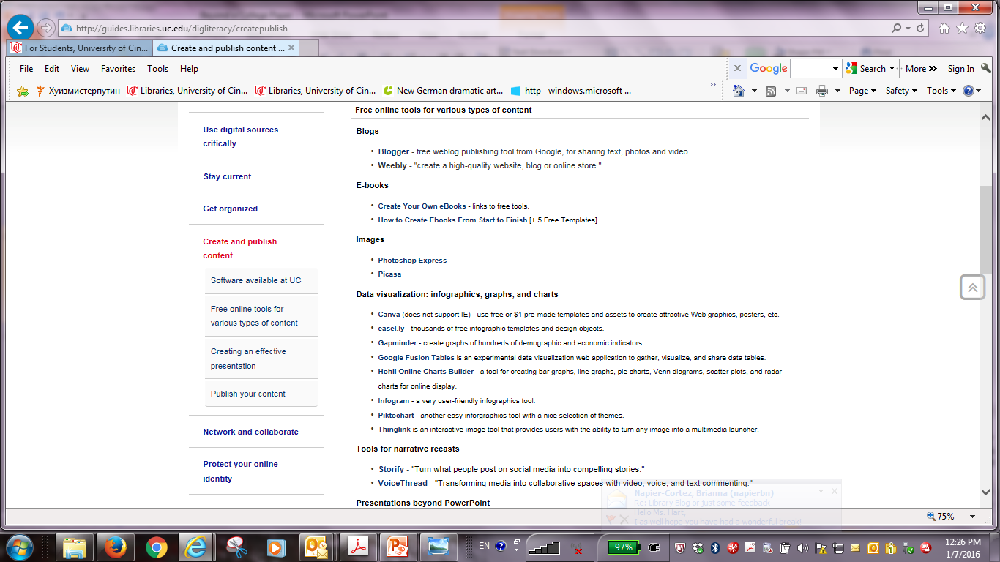 http://guides.libraries.uc.edu/digliteracy/createpublish
For Students, University of Cin...
Create and publish content ...
File Edit View Favorites Tools Help
Google
Search
More »
Sign In
Хуизмистерпутин
Libraries, University of Cin...
Libraries, University of Cin...
New German dramatic art...
http--windows.microsoft ...
Page
Safety
Tools
Use digital sources
critically
Stay current
Get organized
Create and publish
content
Software available at UC
Free online tools for
various types of content
Creating an effective
presentation
Publish your content
Network and collaborate
Protect your online
identity
Free online tools for various types of content
Blogs
• Blogger - free weblog publishing tool from Google, for sharing text, photos and video.
• Weebly - "create a high-quality website, blog or online store."
E-books
• Create Your Own eBooks - links to free tools.
• How to Create Ebooks From Start to Finish [+ 5 Free Templates]
Images
• Photoshop Express
• Picasa
Data visualization: infographics, graphs, and charts
• Canva (does not support IE) - use free or $1 pre-made templates and assets to create attractive Web graphics, posters, etc.
• easel.ly - thousands of free infographic templates and design objects.
• Gapminder - create graphs of hundreds of demographic and economic indicators.
• Google Fusion Tables is an experimental data visualization web application to gather, visualize, and share data tables.
• Hohli Online Charts Builder - a tool for creating bar graphs, line graphs, pie charts, Venn diagrams, scatter plots, and radar
charts for online display.
• Infogram - a very user-friendly infographics tool.
• Piktochart - another easy inforgraphics tool with a nice selection of themes.
• Thinglink is an interactive image tool that provides users with the ability to turn any image into a multimedia launcher.
Tools for narrative recasts
• Storify - "Turn what people post on social media into compelling stories."
• VoiceThread - "Transforming media into collaborative spaces with video, voice, and text commenting."
Presentations beyond PowerPoint
Napier-Cortez, Brianna (napierbn)
Re: Library Blog or just some feedback
Hello Ms. Hart,
I as well hope you have had a wonderful break!
75%
EN
97%
12:26 PM
1/7/2016